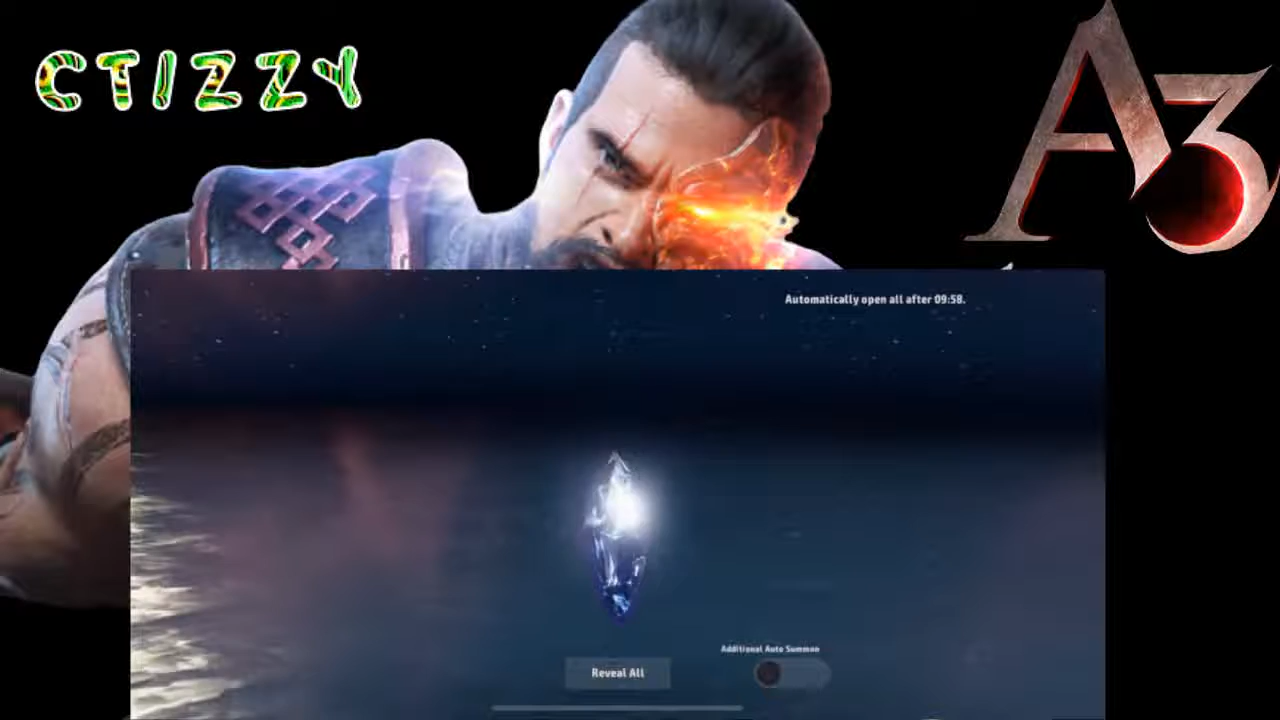 CTIZZY
A3
Automatically open all after 09:58.
Additional Auto Summon
Reveal All